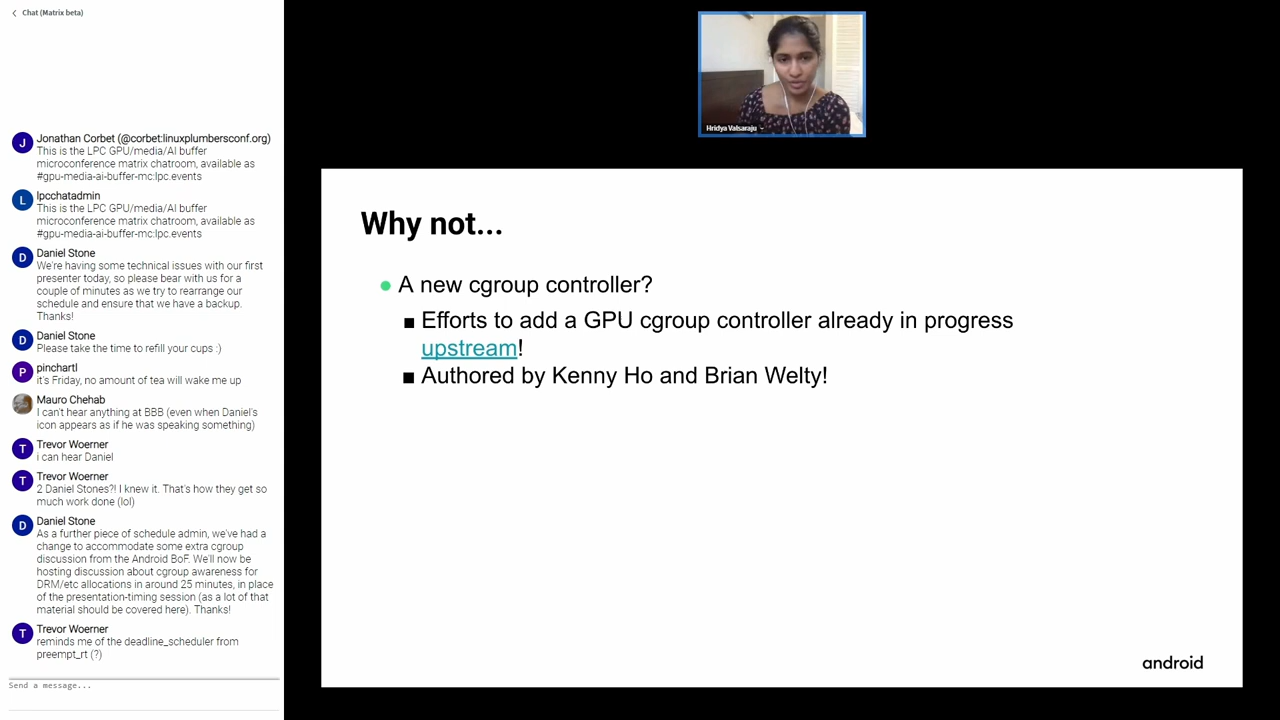 Chat (Matrix beta)
Jonathan Corbet (@corbet:linuxplumbersconf.org)
J
This is the LPC GPU/media/AI buffer
microconference matrix chatroom, available as
#gpu-media-ai-buffer-mc:lpc.events
lpcchatadmin
L
This is the LPC GPU/media/AI buffer
microconference matrix chatroom, available as
#gpu-media-ai-buffer-mc:lpc.events
Daniel Stone
D
We're having some technical issues with our first
presenter today, so please bear with us for a
couple of minutes as we try to rearrange our
schedule and ensure that we have a backup.
Thanks!
Daniel Stone
D
Please take the time to refill your cups :)
pinchartl
P
it's Friday, no amount of tea will wake me up
Mauro Chehab
I can't hear anything at BBB (even when Daniel's
icon appears as if he was speaking something)
Trevor Woerner
T
i can hear Daniel
Trevor Woerner
T
2 Daniel Stones?! I knew it. That's how they get so
much work done (lol)
Daniel Stone
D
As a further piece of schedule admin, we've had a
change to accommodate some extra cgroup
discussion from the Android BoF. We'll now be
hosting discussion about cgroup awareness for
DRM/etc allocations in around 25 minutes, in place
of the presentation-timing session (as a lot of that
material should be covered here). Thanks!
Trevor Woerner
T
reminds me of the deadline_scheduler from
preempt_rt (?)
Send a message...
Hridya Valsaraju
Why not...
A new cgroup controller?
Efforts to add a GPU cgroup controller already in progress
upstream!
Authored by Kenny Ho and Brian Welty!
android